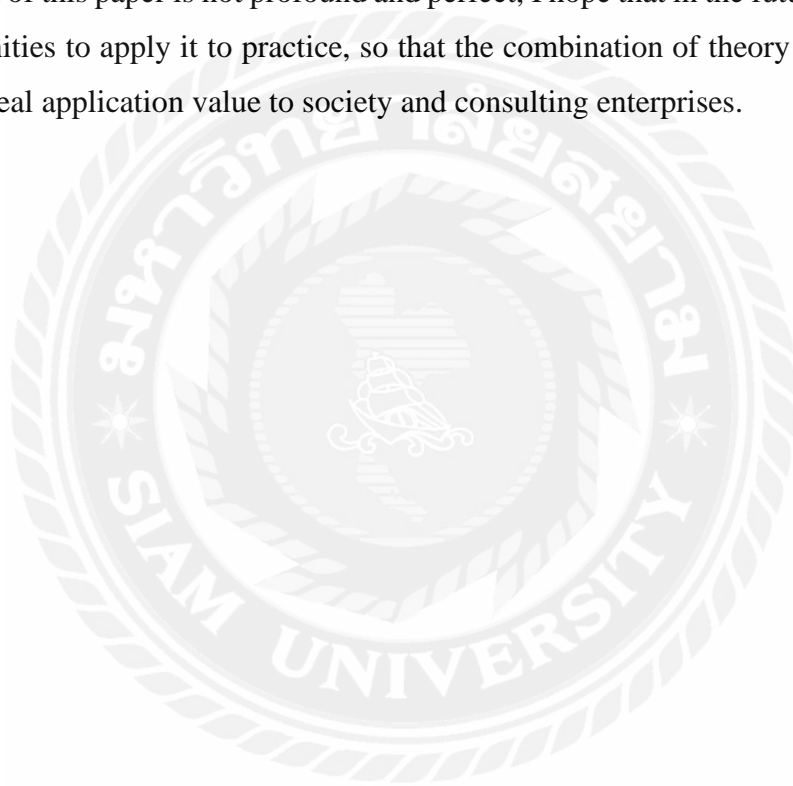 of this paper is not profound and perfect, I hope that in the
ities to apply it to practice, so that the combination of theory
eal application value to society and consulting enterprises.
มหาวิทยาลัยสยาม
SIAM UNIVERSITY